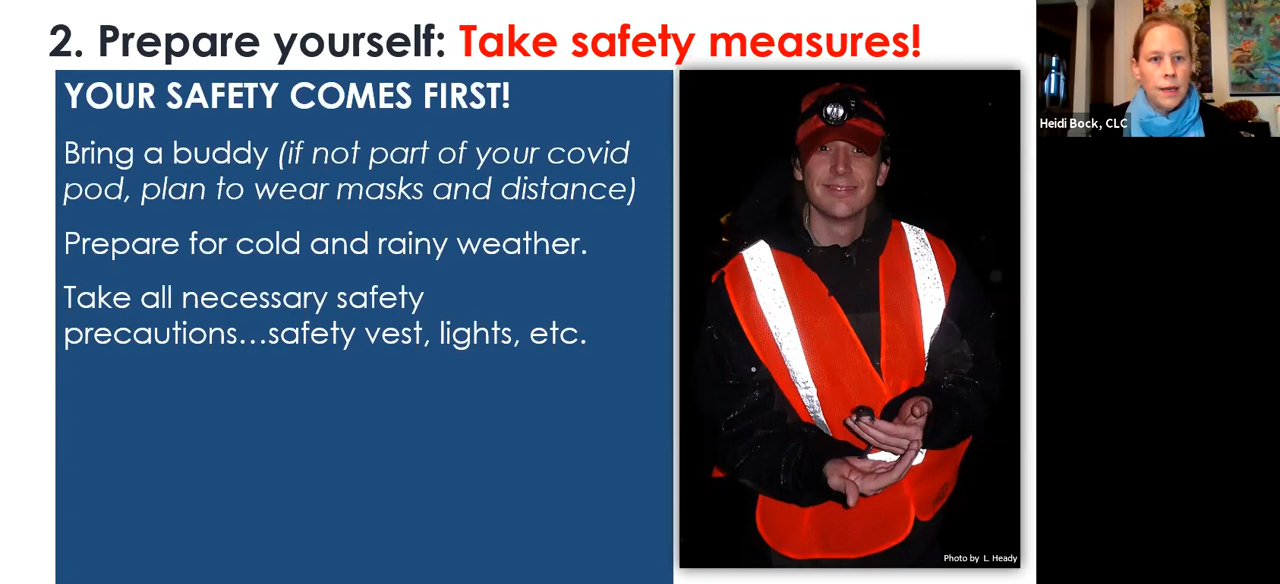 2. Prepare yourself: Take safety measures!
YOUR SAFETY COMES FIRST!
Bring a buddy (if not part of your covid
pod, plan to wear masks and distance)
Prepare for cold and rainy weather.
Take all necessary safety
precautions...safety vest, lights, etc.
Photo by L. Heady
Heidi Bock, CLC